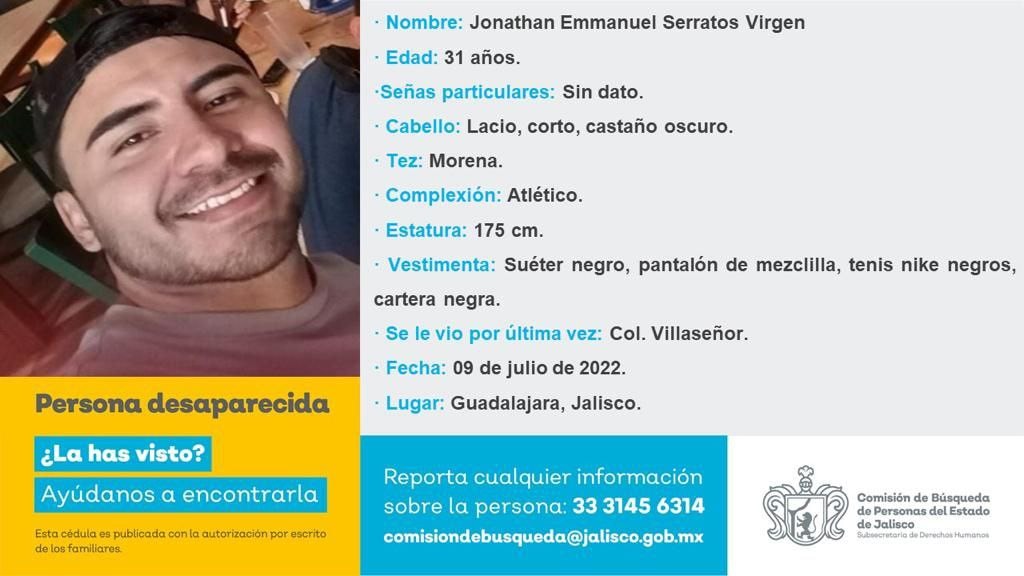 · Nombre: Jonathan Emmanuel Serratos Virgen
· Edad: 31 años.
·Señas particulares: Sin dato.
· Cabello: Lacio, corto, castaño oscuro.
· Tez: Morena.
· Complexión: Atlético.
· Estatura: 175 cm.
· Vestimenta: Suéter negro, pantalón de mezclilla, tenis nike negros,
cartera negra.
· Se le vio por última vez: Col. Villaseñor.
· Fecha: 09 de julio de 2022.
· Lugar: Guadalajara, Jalisco.
Persona desaparecida
¿La has visto?
Ayúdanos a encontrarla
Esta cédula es publicada con la autorización por escrito
de los familiares.
Reporta cualquier información
sobre la persona: 33 3145 6314
comisiondebusqueda@jalisco.gob.mx
Comisión de Búsqueda
de Personas del Estado
de Jalisco
Subsecretaría de Derechos Humanos